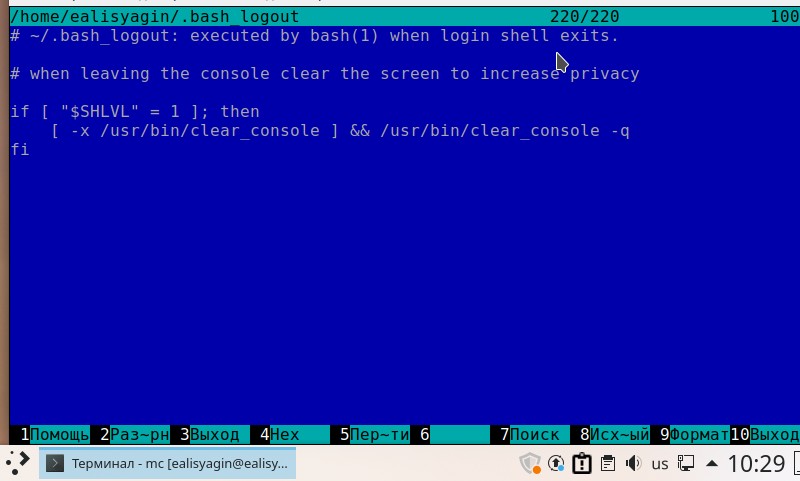 /home/ealisyagin/.bash_logout 220/220 100
# ~/.bash_logout: executed by bash(1) when login shell exits.
# when leaving the console clear the screen to increase privacy
if [ "$SHLVL" = 1 ]; then
    [ -x /usr/bin/clear_console ] && /usr/bin/clear_console -q
fi
1Помощь 2Раз~рн 3Выход 4Hex 5Пер~ти 6 7Поиск 8Исх~ый 9Формат 10Выход
Терминал - mc [ealisyagin@ealisy... us 10:29